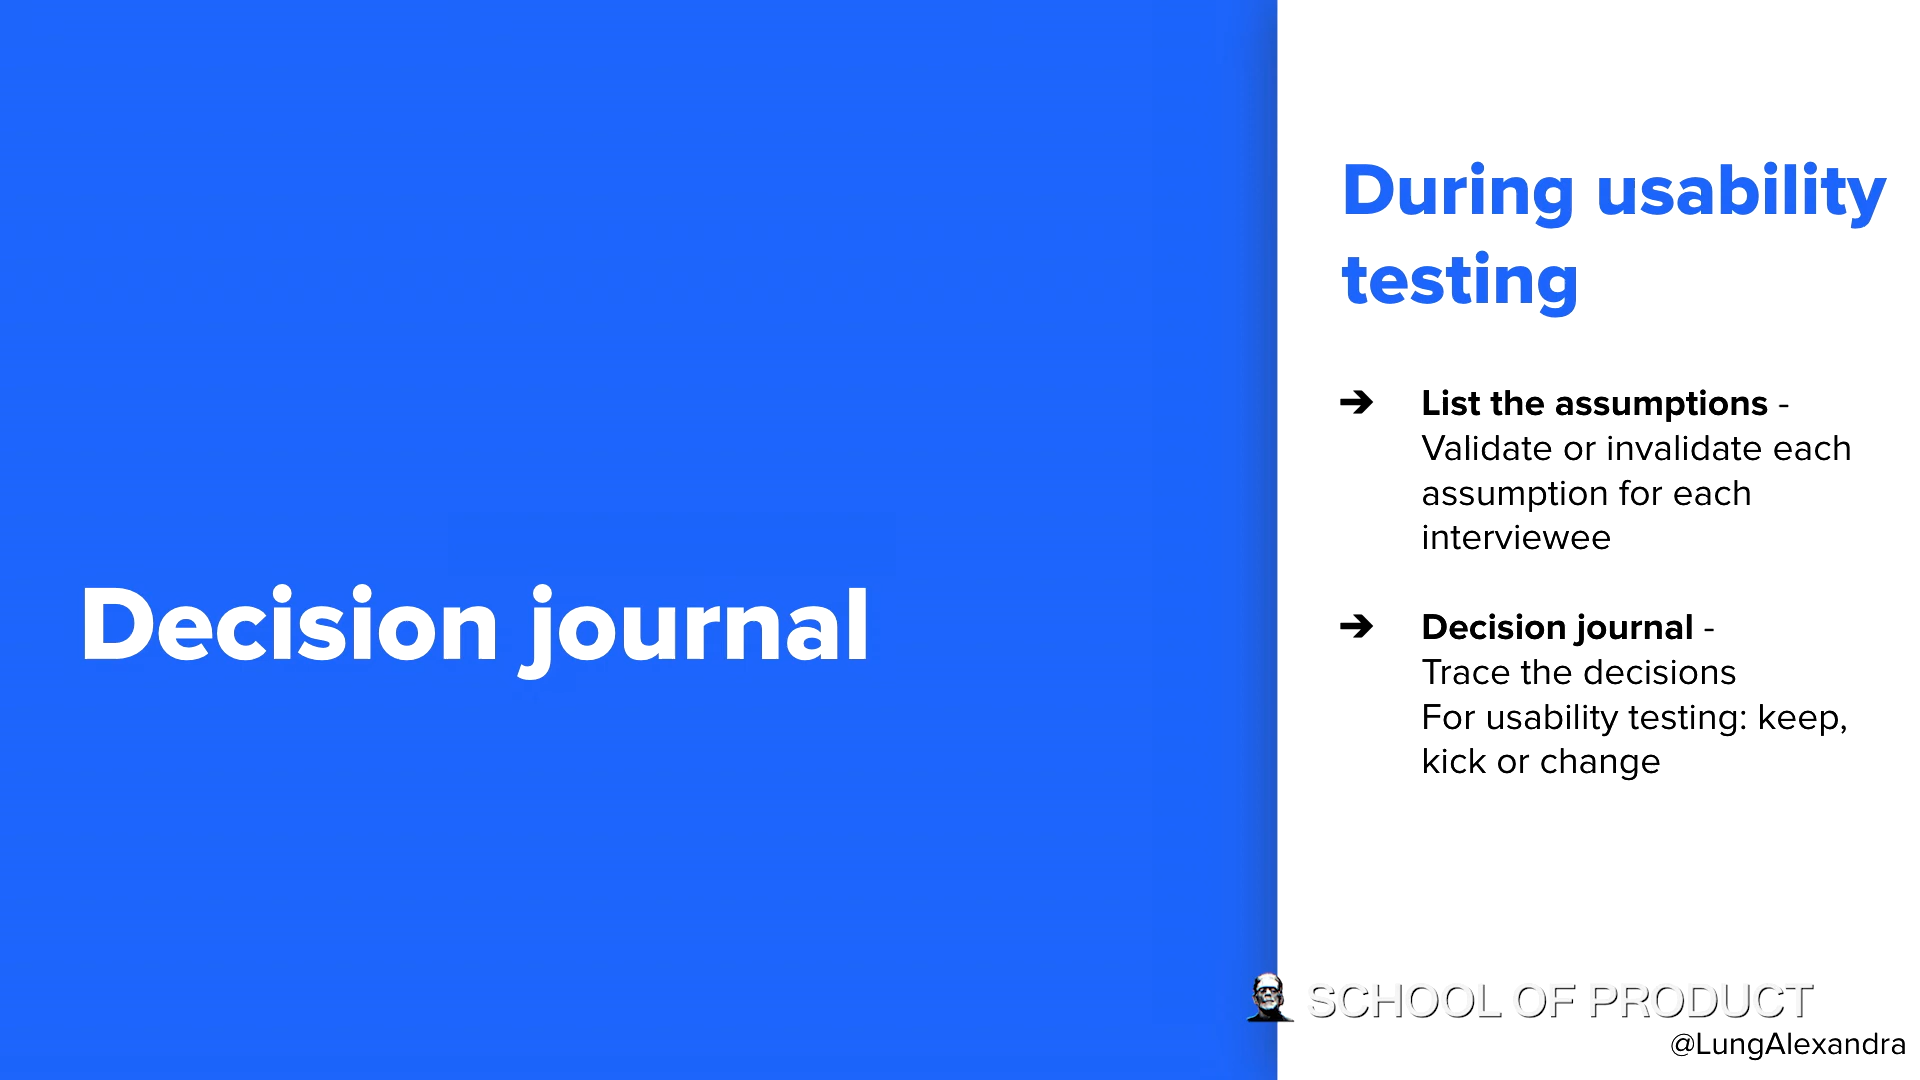 Decision journal
During usability
testing
➔ List the assumptions -
Validate or invalidate each
assumption for each
interviewee
➔ Decision journal -
Trace the decisions
For usability testing: keep,
kick or change
SCHOOL OF PRODUCT
@LungAlexandra